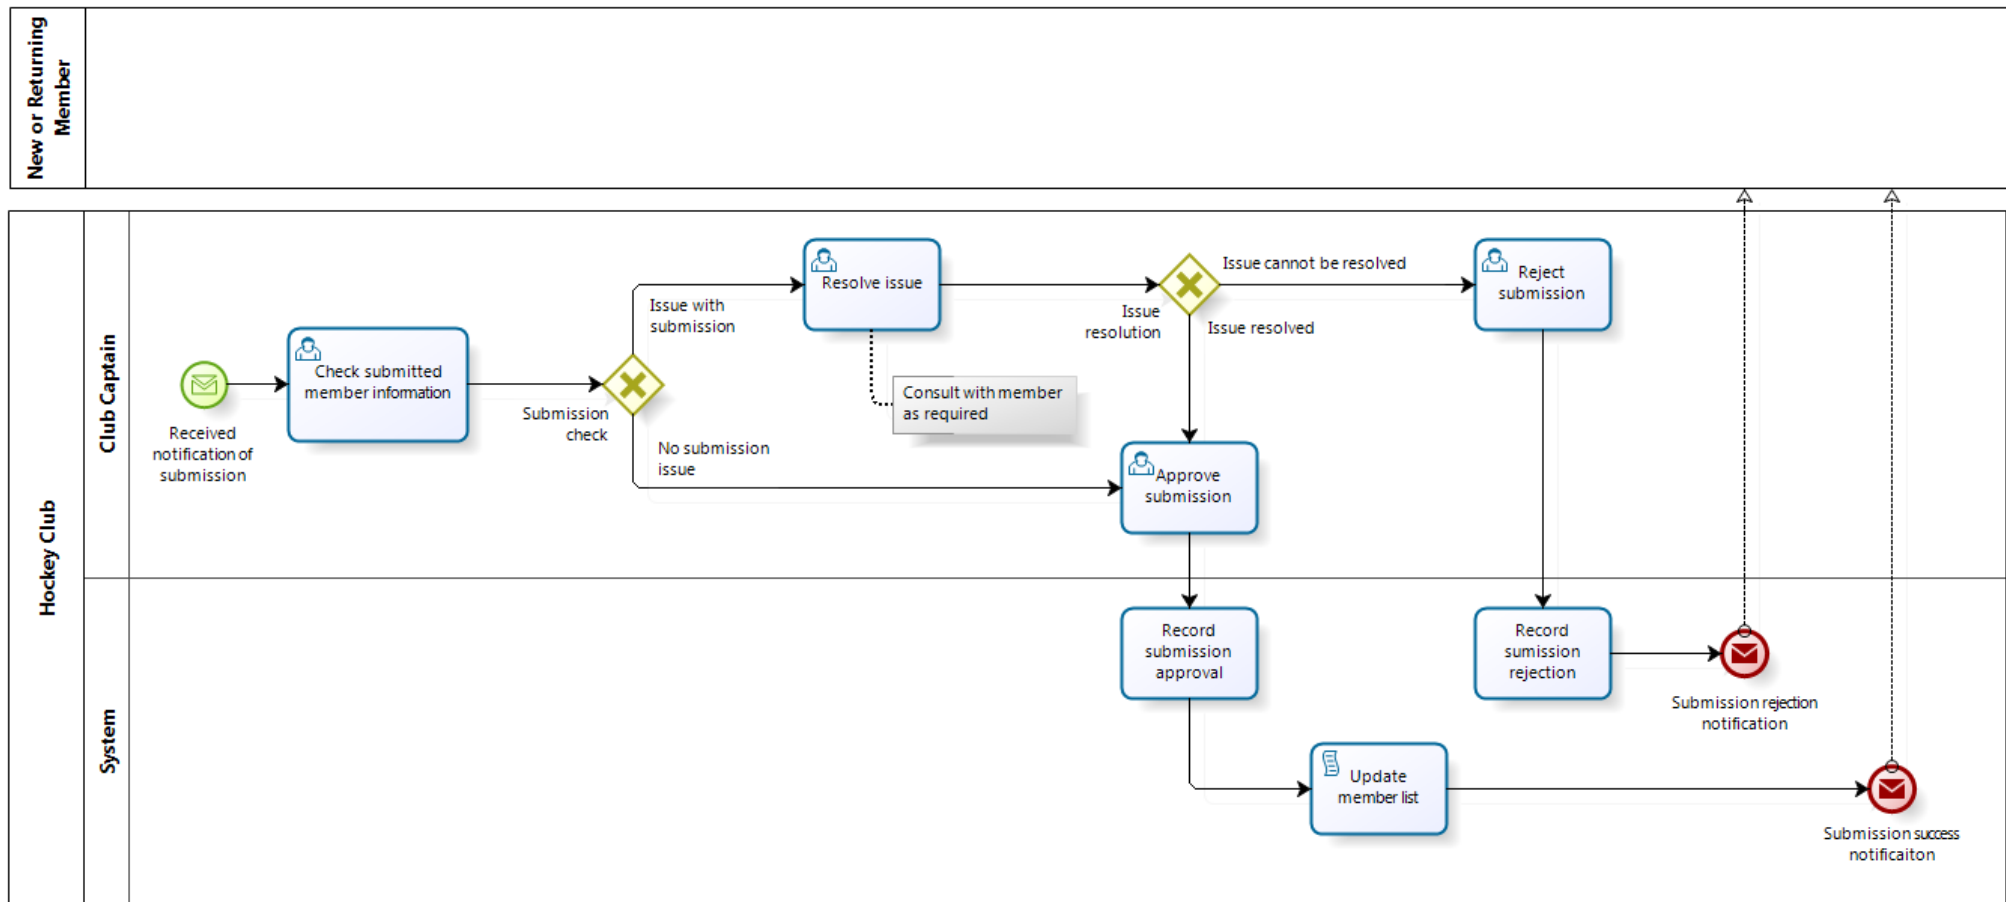 New or Returning
Member
Hockey Club
Club Captain
System
Received
notification of
submission
Check submitted
member information
Submission
check
Issue with
submission
No submission
issue
Resolve issue
Consult with member
as required
Issue
resolution
Issue cannot be resolved
Issue resolved
Reject
submission
Approve
submission
Record
submission
approval
Record
sumission
rejection
Submission rejection
notification
Update
member list
Submission success
notificaiton